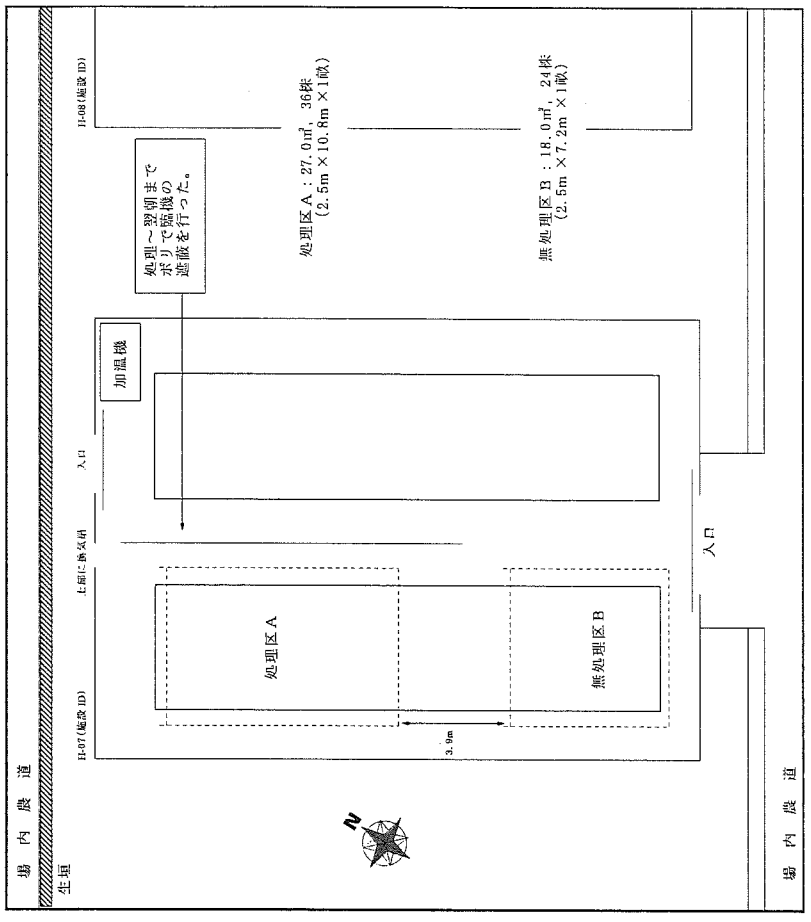 場内農道
生垣
H-07(施設ID)
上部に換気扇
入口
H-08(施設ID)
加温機
処理～翌朝まで
ポリで臨機の
遮蔽を行った。
処理区A：27.0㎡, 36株
(2.5m×10.8m×1畝)
無処理区B：18.0㎡, 24株
(2.5m×7.2m×1畝)
処理区A
3.9m
無処理区B
入口
N
場内農道